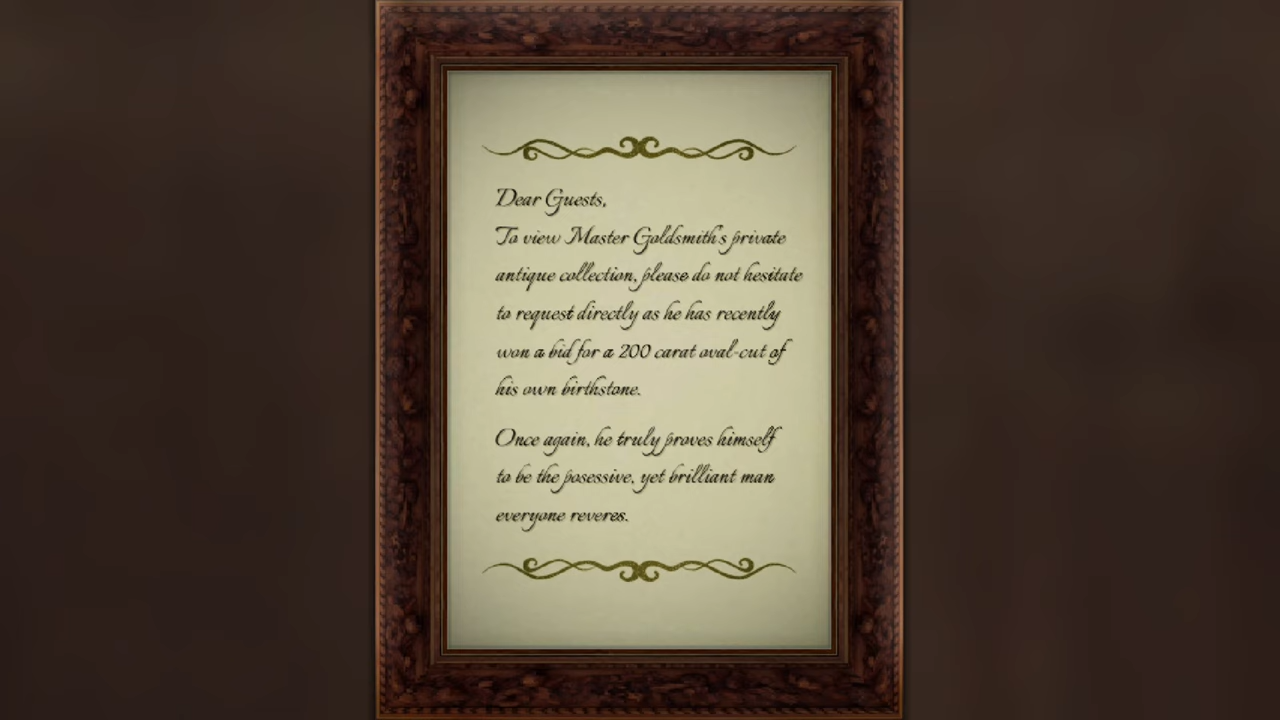 Dear Guests,
To view Master Goldsmith's private
antique collection, please do not hesitate
to request directly as he has recently
won a bid for a 200 carat oval-cut of
his own birthstone.
Once again, he truly proves himself
to be the posessive, yet brilliant man
everyone reveres.